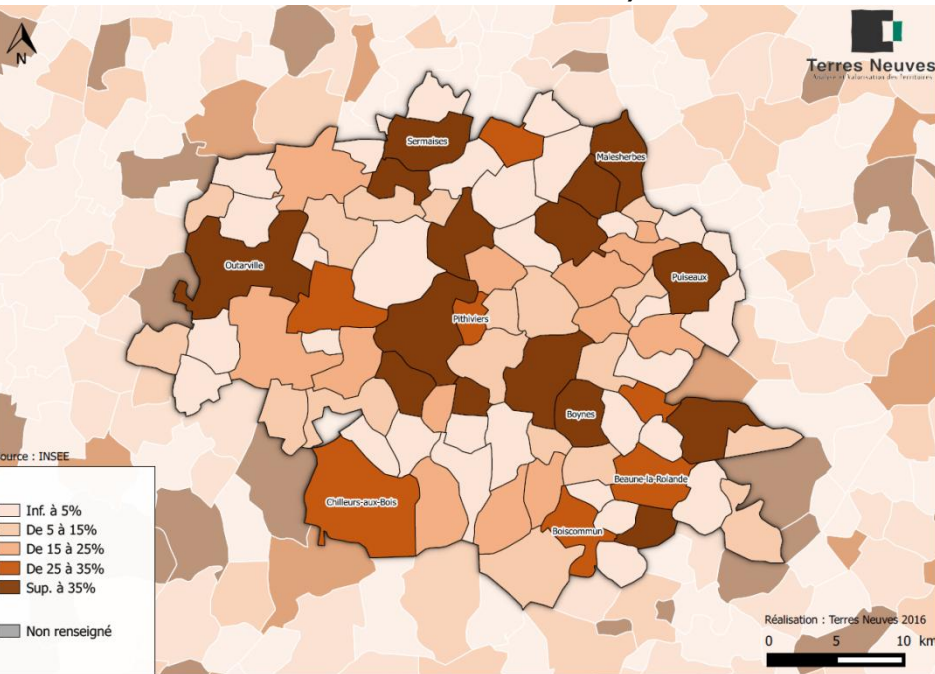 N
Terres Neuves
Analyse et Valorisation des Territoires
Sermaises
Malesherbes
Outarville
Puiseaux
Pithiviers
Boynes
Source : INSEE
Beaune-la-Rolande
Chilleurs-aux-Bois
Boiscommun
Inf. à 5%
De 5 à 15%
De 15 à 25%
De 25 à 35%
Sup. à 35%
Non renseigné
Réalisation : Terres Neuves 2016
0 5 10 km